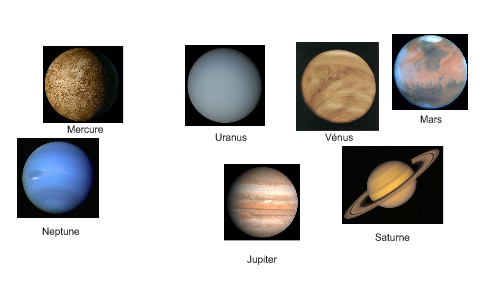 Mercure
Uranus
Vénus
Mars
Neptune
Jupiter
Saturne